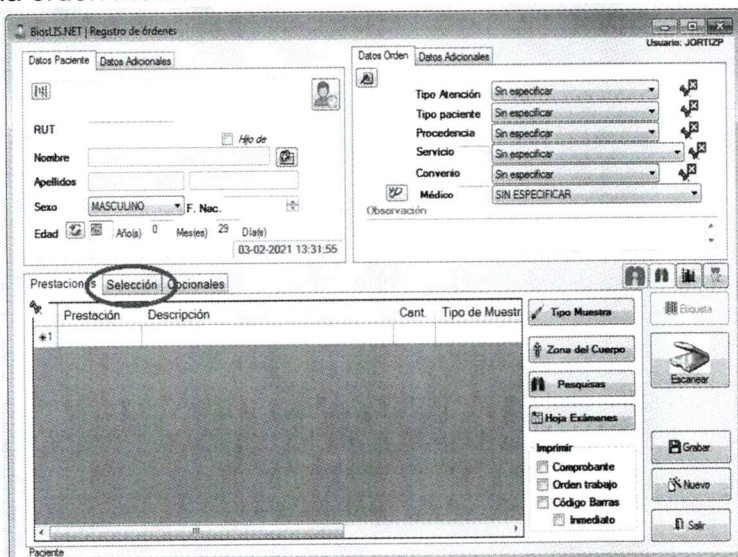 BiosLIS.NET | Registro de órdenes
Usuario: JORTIZP
Datos Paciente Datos Adicionales
RUT
Hijo de
Nombre
Apellidos
Sexo MASCULINO F. Nac.
Edad Año(s) 0 Mes(es) 29 Día(s)
03-02-2021 13:31:55
Datos Orden Datos Adicionales
Tipo Atención Sin especificar
Tipo paciente Sin especificar
Procedencia Sin especificar
Servicio Sin especificar
Convenio Sin especificar
Médico SIN ESPECIFICAR
Observación
Prestaciones Selección Opcionales
Prestación Descripción Cant. Tipo de Muestr
*1
Tipo Muestra
Zona del Cuerpo
Pesquisas
Hoja Exámenes
Imprimir
Comprobante
Orden trabajo
Código Barras
Inmediato
Etiqueta
Escanear
Grabar
Nuevo
Salir
Paciente